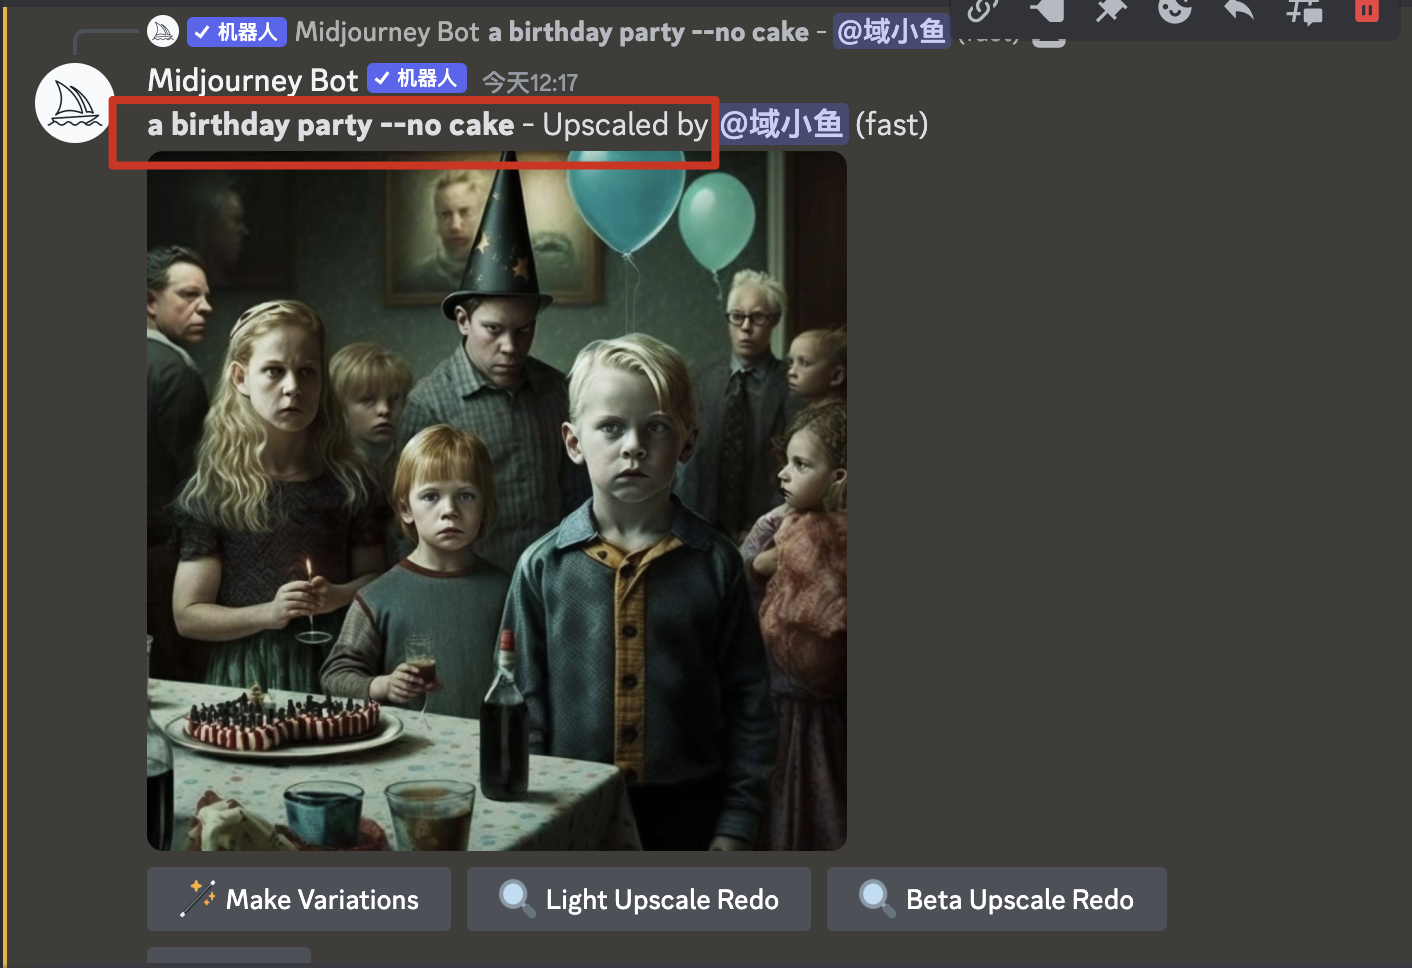 ✓ 机器人 Midjourney Bot a birthday party --no cake - @域小鱼 (fast)
Midjourney Bot ✓ 机器人 今天12:17
a birthday party --no cake - Upscaled by @域小鱼 (fast)
Make Variations
Light Upscale Redo
Beta Upscale Redo